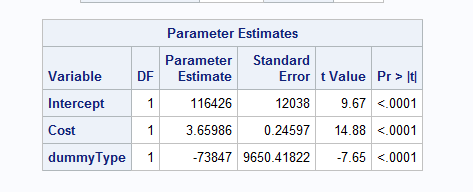 Parameter Estimates
Parameter Standard
Variable DF Estimate Error t Value Pr > |t|
Intercept 1 116426 12038 9.67 <.0001
Cost 1 3.65986 0.24597 14.88 <.0001
dummyType 1 -73847 9650.41822 -7.65 <.0001